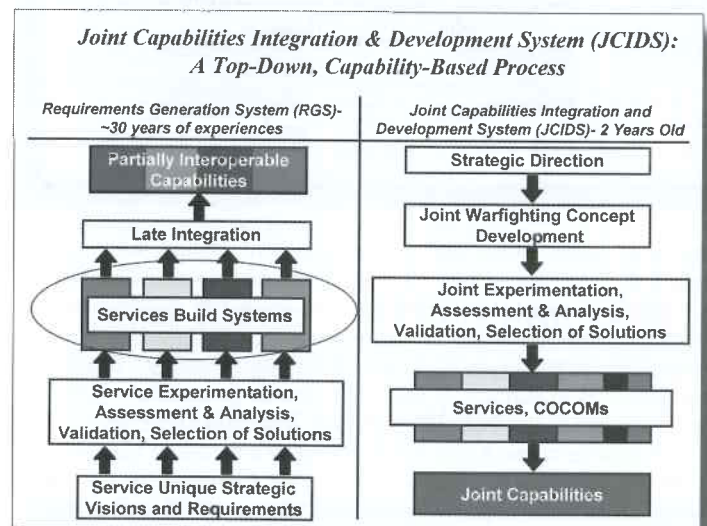 Joint Capabilities Integration & Development System (JCIDS):
A Top-Down, Capability-Based Process
Requirements Generation System (RGS)-
~30 years of experiences
Partially Interoperable
Capabilities
Late Integration
Services Build Systems
Service Experimentation,
Assessment & Analysis,
Validation, Selection of Solutions
Service Unique Strategic
Visions and Requirements
Joint Capabilities Integration and
Development System (JCIDS)- 2 Years Old
Strategic Direction
Joint Warfighting Concept
Development
Joint Experimentation,
Assessment & Analysis,
Validation, Selection of Solutions
Services, COCOMs
Joint Capabilities